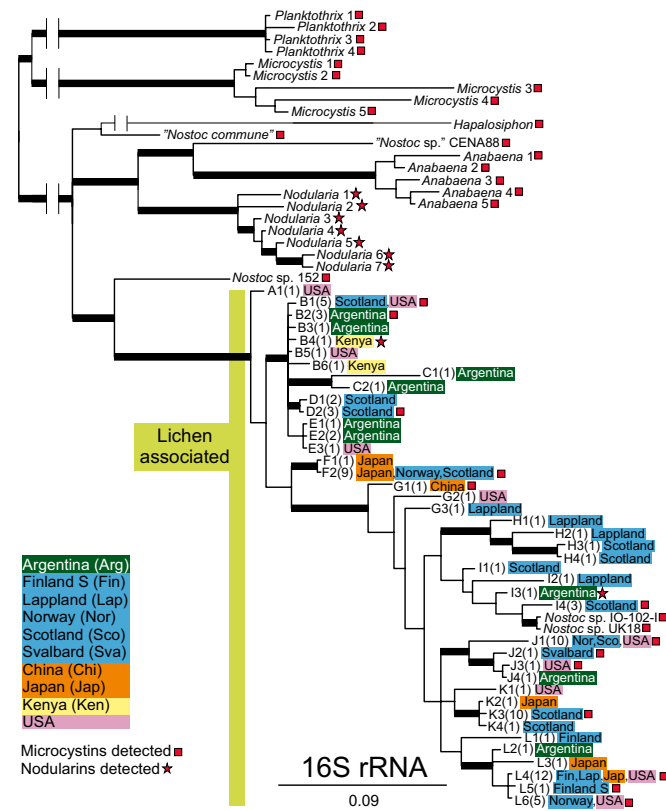 Planktothrix 1
Planktothrix 2
Planktothrix 3
Planktothrix 4
Microcystis 1
Microcystis 2
Microcystis 3
Microcystis 4
Microcystis 5
Hapalosiphon
"Nostoc commune"
"Nostoc sp." CENA88
Anabaena 1
Anabaena 2
Anabaena 3
Anabaena 4
Anabaena 5
Nodularia 1
Nodularia 2
Nodularia 3
Nodularia 4
Nodularia 5
Nodularia 6
Nodularia 7
Nostoc sp. 152
A1(1) USA
B1(5) Scotland,USA
B2(3) Argentina
B3(1) Argentina
B4(1) Kenya
B5(1) USA
B6(1) Kenya
C1(1) Argentina
C2(1) Argentina
D1(2) Scotland
D2(3) Scotland
E1(1) Argentina
E2(2) Argentina
E3(1) USA
F1(1) Japan
F2(9) Japan,Norway,Scotland
G1(1) China
G2(1) USA
G3(1) Lappland
H1(1) Lappland
H2(1) Lappland
H3(1) Scotland
H4(1) Scotland
I1(1) Scotland
I2(1) Lappland
I3(1) Argentina
I4(3) Scotland
Nostoc sp. IO-102-I
Nostoc sp. UK18
J1(10) Nor,Sco,USA
J2(1) Svalbard
J3(1) USA
J4(1) Argentina
K1(1) USA
K2(1) Japan
K3(10) Scotland
K4(1) Scotland
L1(1) Finland
L2(1) Argentina
L3(1) Japan
L4(12) Fin,Lap,Jap,USA
L5(1) Finland S
L6(5) Norway,USA
Lichen
associated
Argentina (Arg)
Finland S (Fin)
Lappland (Lap)
Norway (Nor)
Scotland (Sco)
Svalbard (Sva)
China (Chi)
Japan (Jap)
Kenya (Ken)
USA
Microcystins detected
Nodularins detected
16S rRNA
0.09